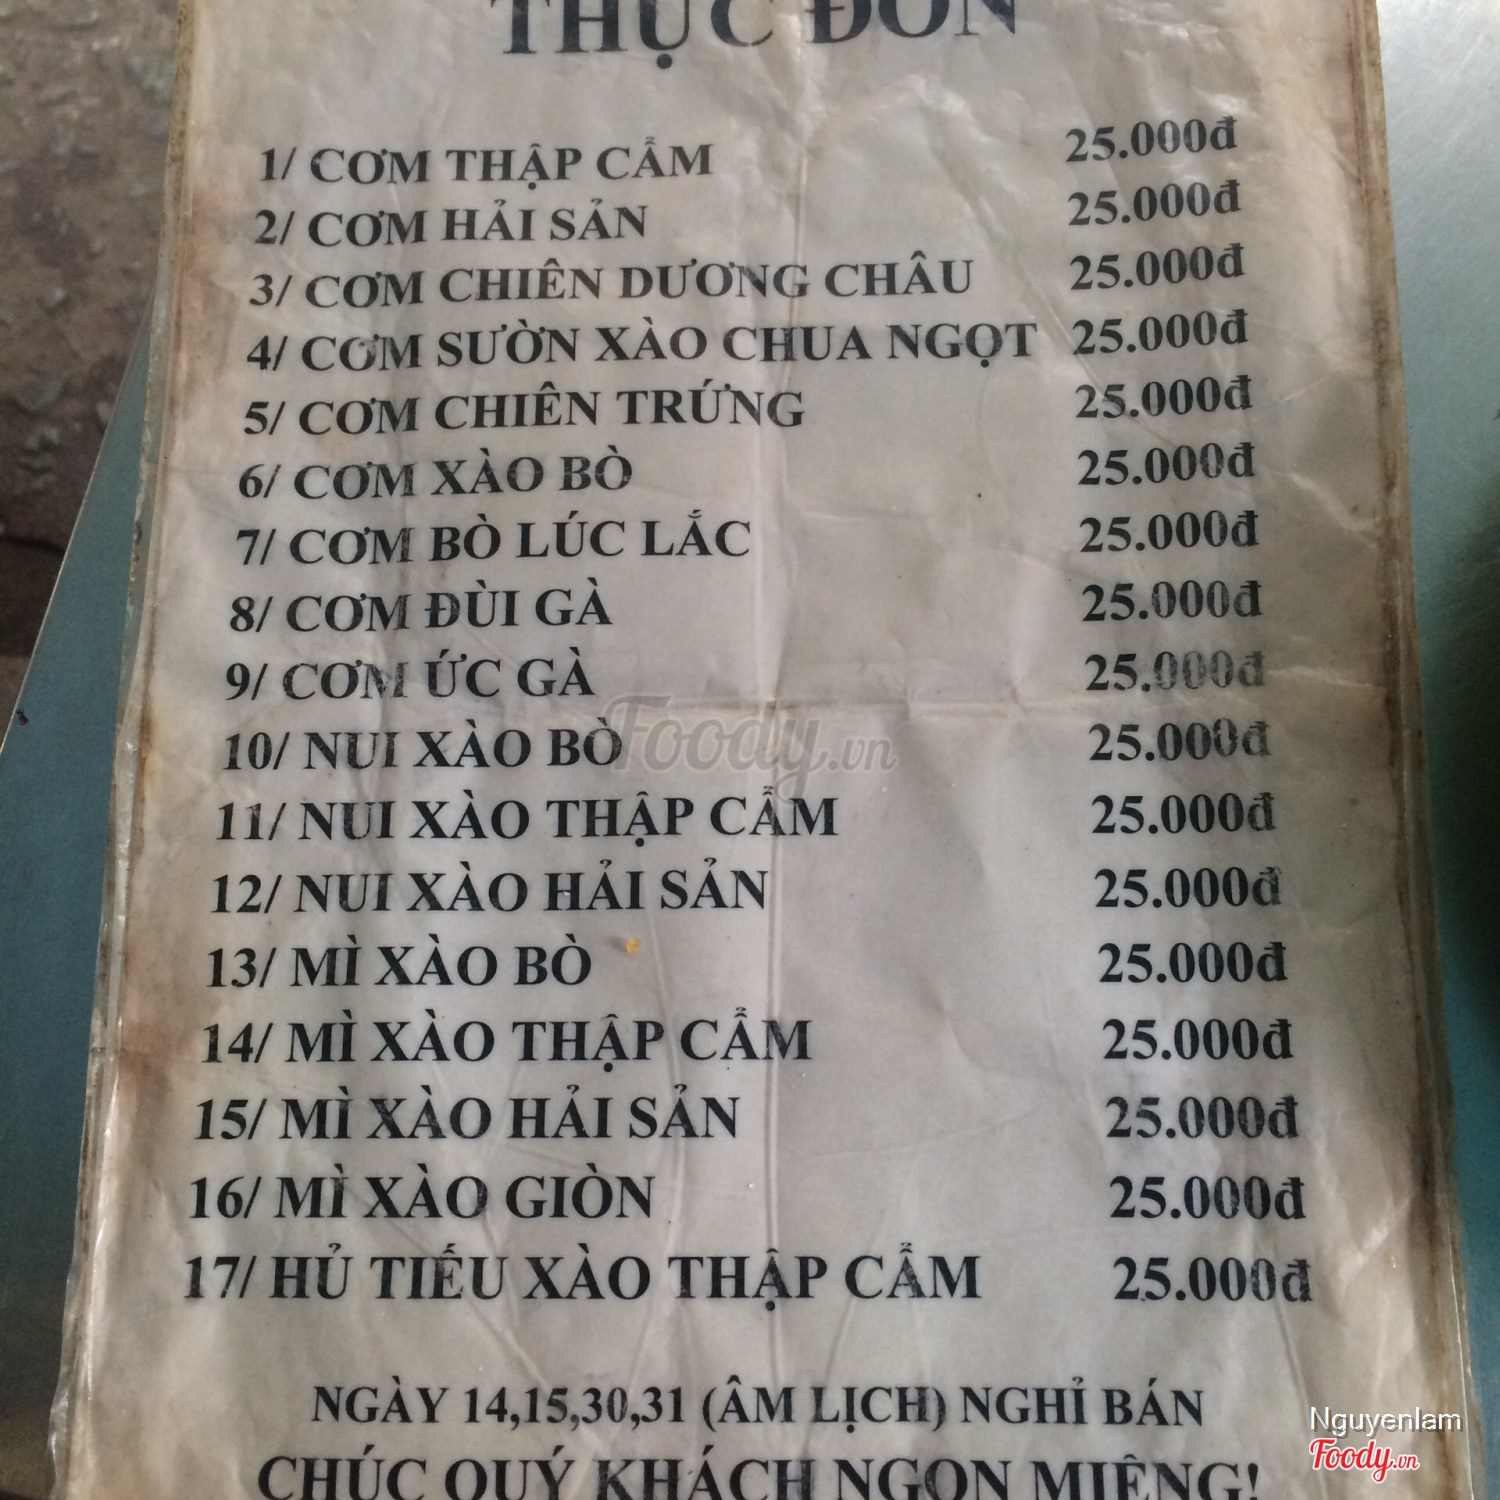 THỰC ĐƠN
1/ CƠM THẬP CẨM 25.000đ
2/ CƠM HẢI SẢN 25.000đ
3/ CƠM CHIÊN DƯƠNG CHÂU 25.000đ
4/ CƠM SƯỜN XÀO CHUA NGỌT 25.000đ
5/ CƠM CHIÊN TRỨNG 25.000đ
6/ CƠM XÀO BÒ 25.000đ
7/ CƠM BÒ LÚC LẮC 25.000đ
8/ CƠM ĐÙI GÀ 25.000đ
9/ CƠM ỨC GÀ 25.000đ
10/ NUI XÀO BÒ 25.000đ
Foody.vn
11/ NUI XÀO THẬP CẨM 25.000đ
12/ NUI XÀO HẢI SẢN 25.000đ
13/ MÌ XÀO BÒ 25.000đ
14/ MÌ XÀO THẬP CẨM 25.000đ
15/ MÌ XÀO HẢI SẢN 25.000đ
16/ MÌ XÀO GIÒN 25.000đ
17/ HỦ TIẾU XÀO THẬP CẨM 25.000đ
NGÀY 14,15,30,31 (ÂM LỊCH) NGHỈ BÁN
CHÚC QUÝ KHÁCH NGON MIỆNG!
Nguyenlam
Foody.vn